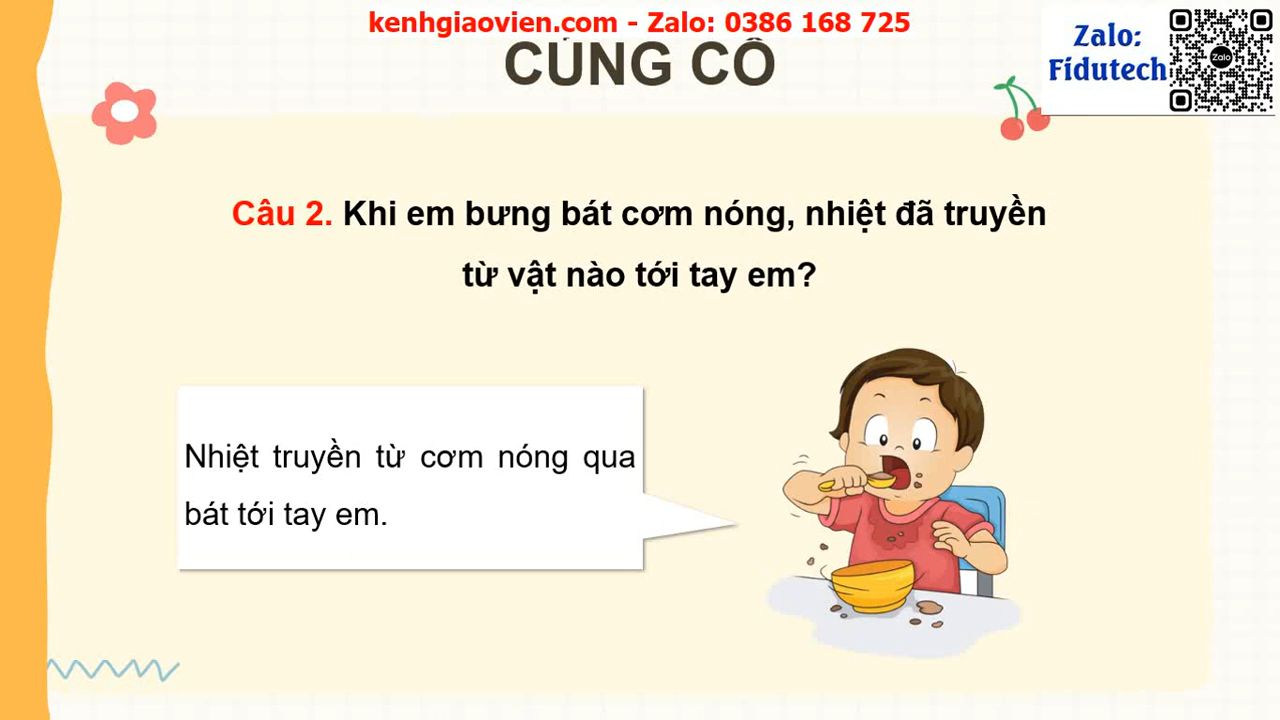 kenhgiaovien.com - Zalo: 0386 168 725
Zalo:
Fidutech
Zalo
CỦNG CỐ
Câu 2. Khi em bưng bát cơm nóng, nhiệt đã truyền
từ vật nào tới tay em?
Nhiệt truyền từ cơm nóng qua
bát tới tay em.